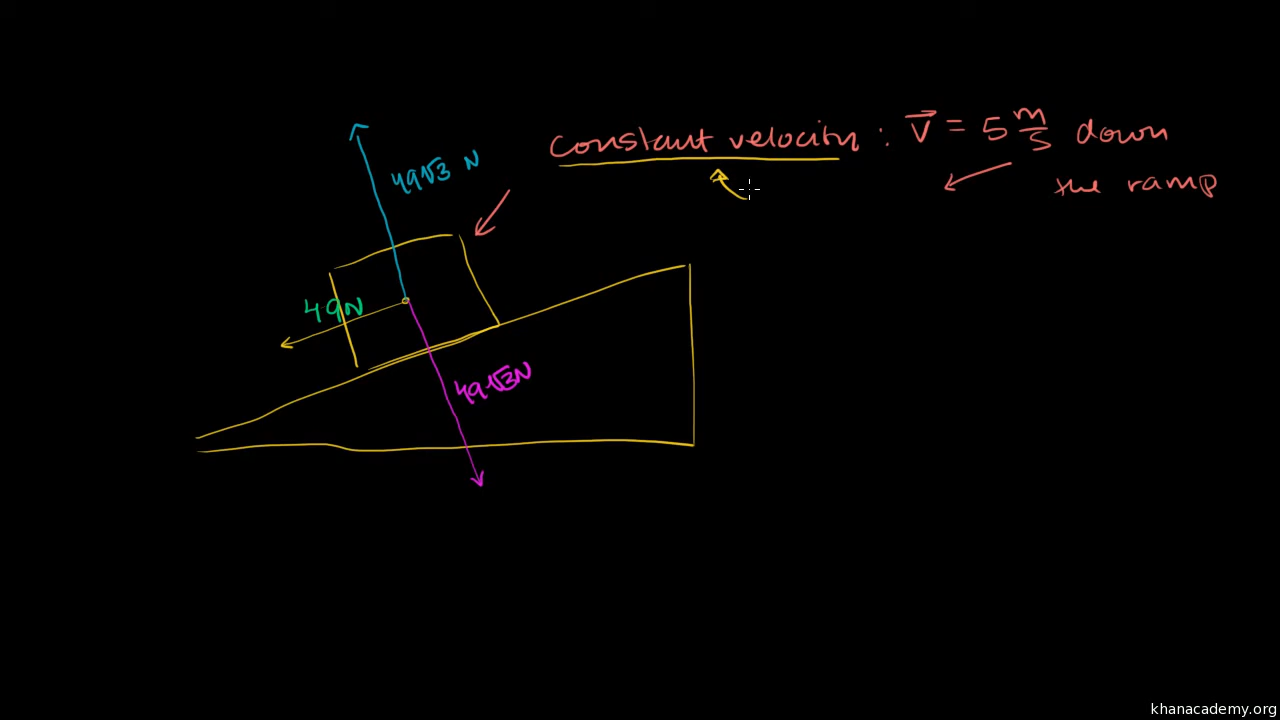 constant velocity : v⃗ = 5 m/s down
the ramp
49√3 N
49N
49√3N
khanacademy.org